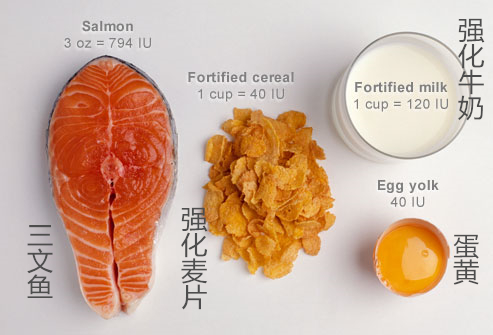 Salmon
3 oz = 794 IU
三文鱼
Fortified cereal
1 cup = 40 IU
强化麦片
Fortified milk
1 cup = 120 IU
强化牛奶
Egg yolk
40 IU
蛋黄